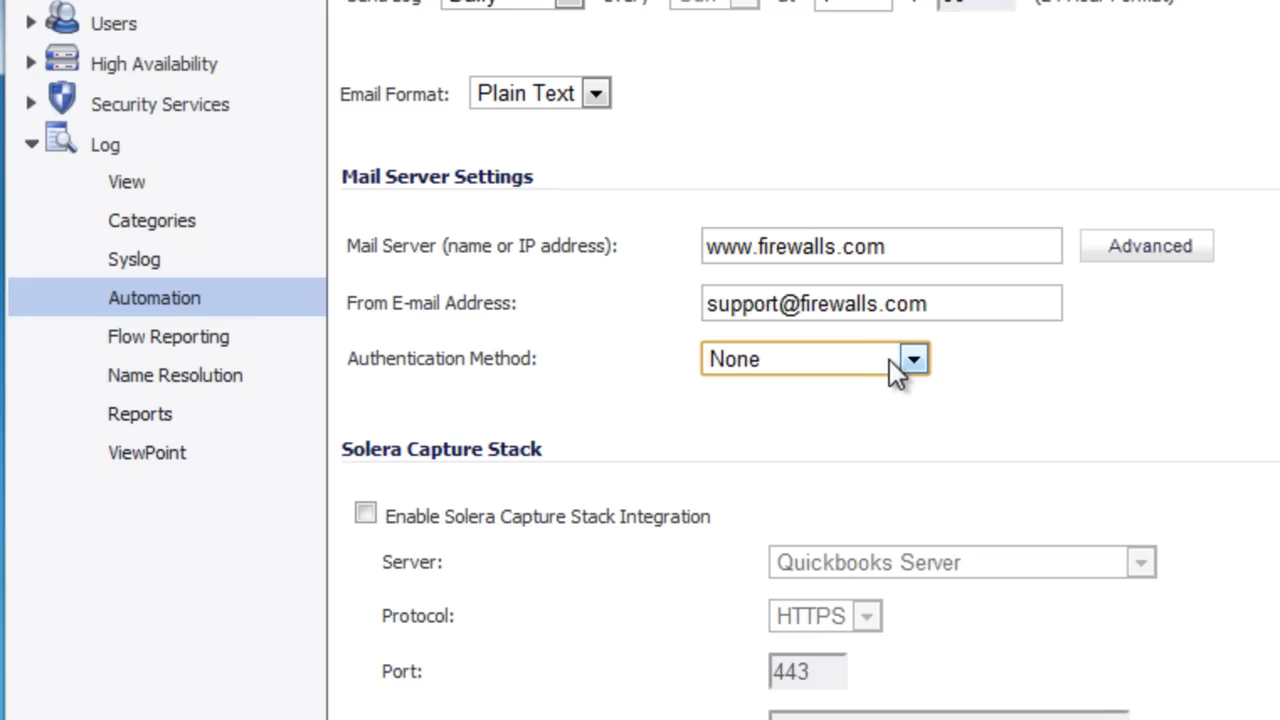 Users
High Availability
Security Services
Log
View
Categories
Syslog
Automation
Flow Reporting
Name Resolution
Reports
ViewPoint
Email Format: Plain Text
Mail Server Settings
Mail Server (name or IP address): www.firewalls.com Advanced
From E-mail Address: support@firewalls.com
Authentication Method: None
Solera Capture Stack
Enable Solera Capture Stack Integration
Server: Quickbooks Server
Protocol: HTTPS
Port: 443